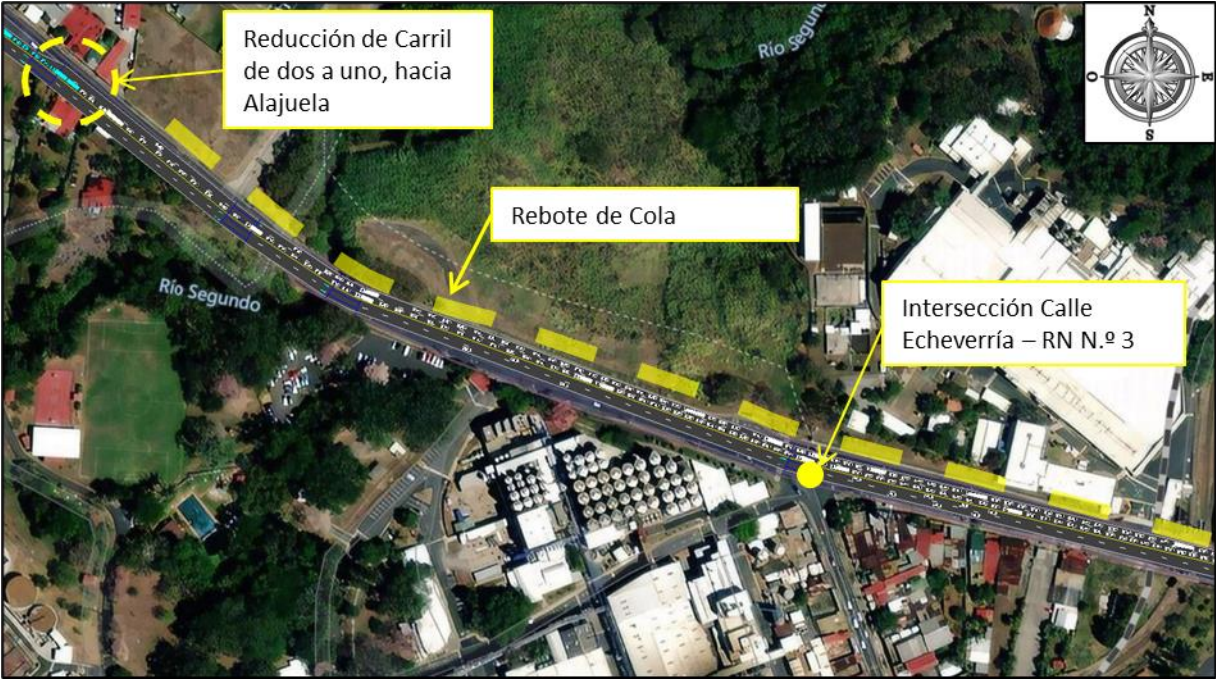 Reducción de Carril
de dos a uno, hacia
Alajuela
Río Segundo
N
O
E
S
Rebote de Cola
Río Segundo
Intersección Calle
Echeverría – RN N.º 3